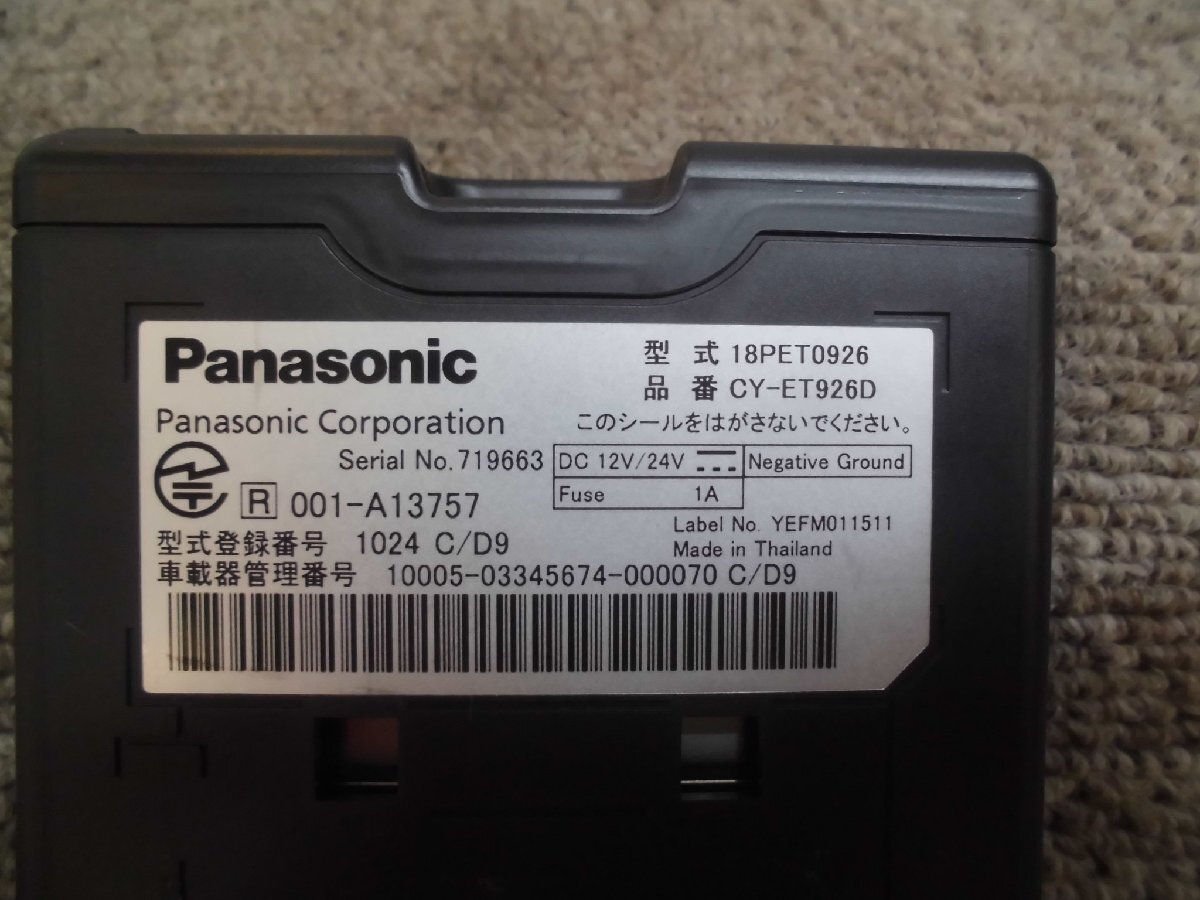 Panasonic
型 式 18PET0926
品 番 CY-ET926D
Panasonic Corporation
このシールをはがさないでください。
Serial No. 719663
DC 12V/24V
Negative Ground
Fuse 1A
R 001-A13757
Label No. YEFM011511
型式登録番号 1024 C/D9
Made in Thailand
車載器管理番号 10005-03345674-000070 C/D9